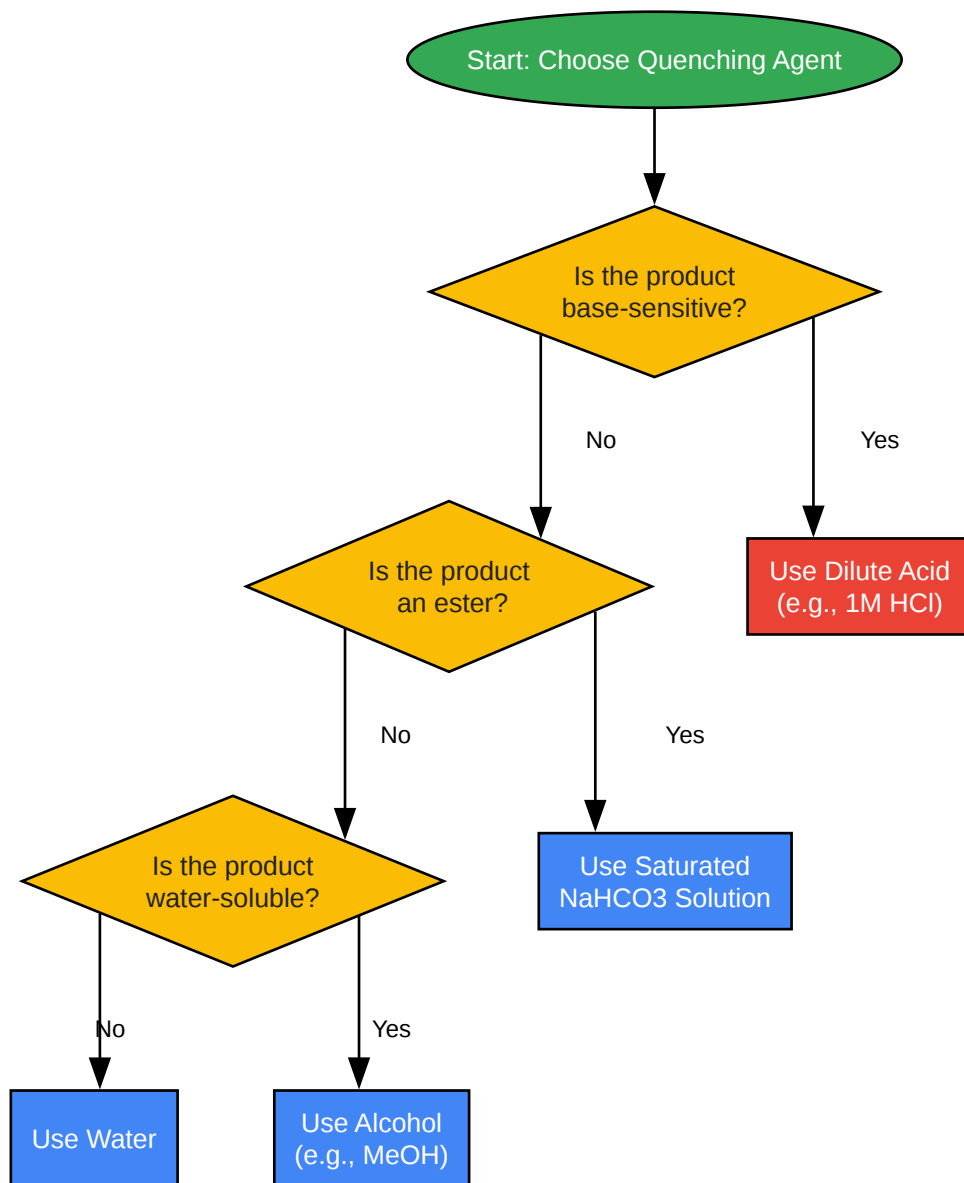 Start: Choose Quenching Agent
Is the product
base-sensitive?
No
Yes
Is the product
an ester?
Use Dilute Acid
(e.g., 1M HCl)
No
Yes
Is the product
water-soluble?
Use Saturated
NaHCO3 Solution
No
Yes
Use Water
Use Alcohol
(e.g., MeOH)